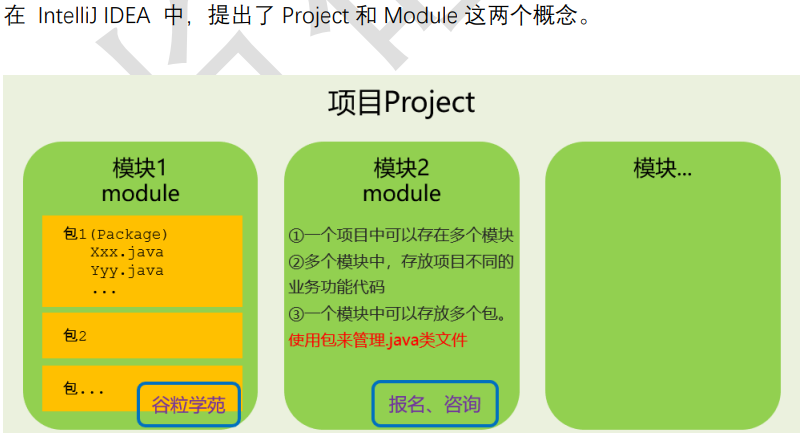 在 IntelliJ IDEA 中，提出了 Project 和 Module 这两个概念。
项目Project
模块1
module
包1(Package)
Xxx.java
Yyy.java
...
包2
包...
谷粒学苑
模块2
module
①一个项目中可以存在多个模块
②多个模块中，存放项目不同的
业务功能代码
③一个模块中可以存放多个包。
使用包来管理.java类文件
报名、咨询
模块...